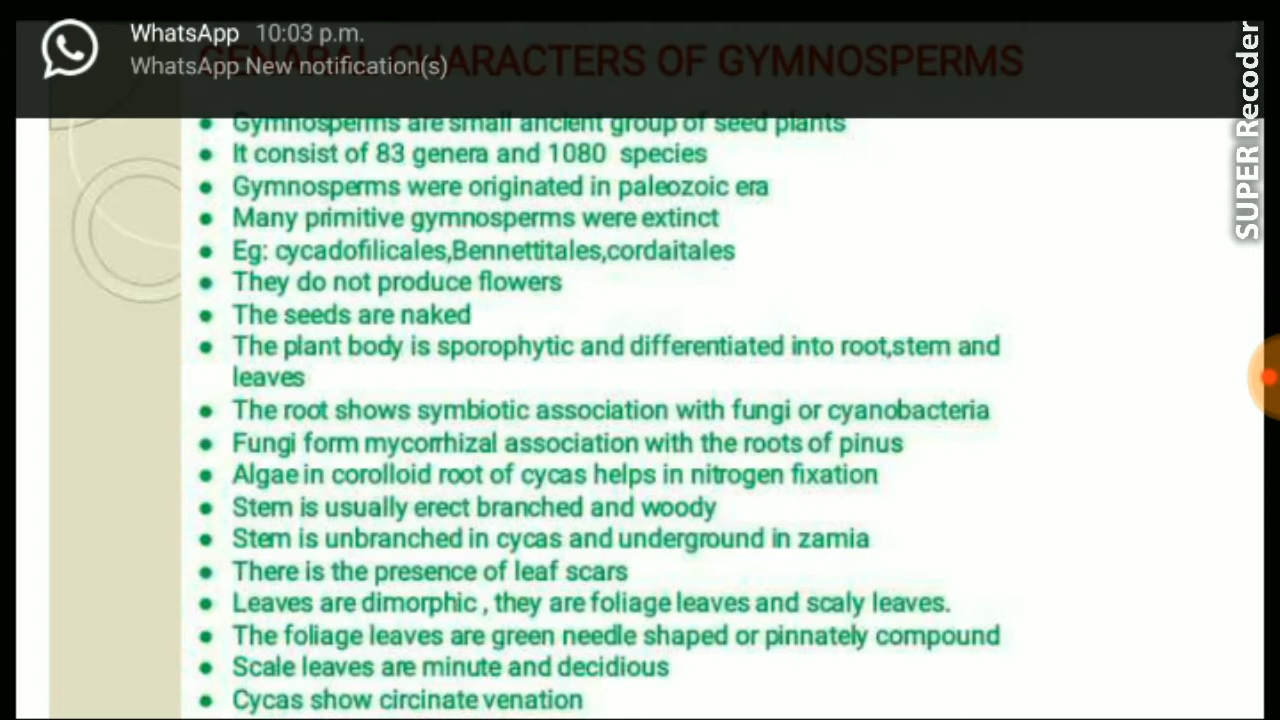 WhatsApp 10:03 p.m.
WhatsApp New notification(s)
GENARAL CHARACTERS OF GYMNOSPERMS
SUPER Recoder
• Gymnosperms are small ancient group of seed plants
• It consist of 83 genera and 1080 species
• Gymnosperms were originated in paleozoic era
• Many primitive gymnosperms were extinct
• Eg: cycadofilicales,Bennettitales,cordaitales
• They do not produce flowers
• The seeds are naked
• The plant body is sporophytic and differentiated into root,stem and
leaves
• The root shows symbiotic association with fungi or cyanobacteria
• Fungi form mycorrhizal association with the roots of pinus
• Algae in corolloid root of cycas helps in nitrogen fixation
• Stem is usually erect branched and woody
• Stem is unbranched in cycas and underground in zamia
• There is the presence of leaf scars
• Leaves are dimorphic , they are foliage leaves and scaly leaves.
• The foliage leaves are green needle shaped or pinnately compound
• Scale leaves are minute and decidious
• Cycas show circinate venation